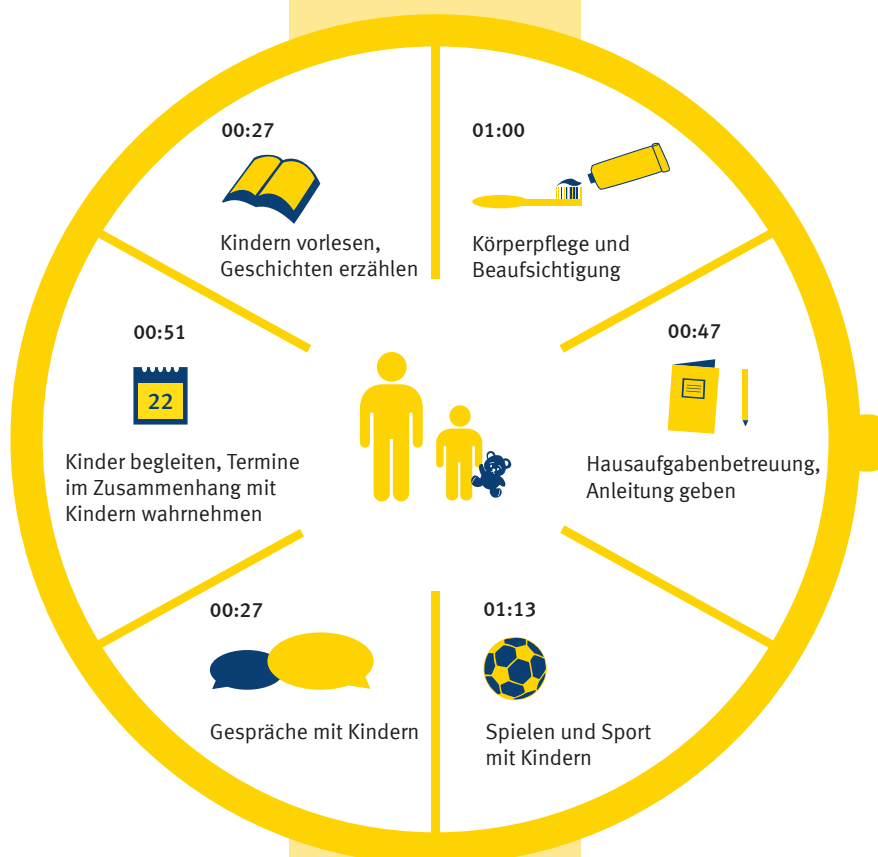 00:27
Kindern vorlesen,
Geschichten erzählen
01:00
Körperpflege und
Beaufsichtigung
00:51
22
Kinder begleiten, Termine
im Zusammenhang mit
Kindern wahrnehmen
00:47
Hausaufgabenbetreuung,
Anleitung geben
00:27
Gespräche mit Kindern
01:13
Spielen und Sport
mit Kindern